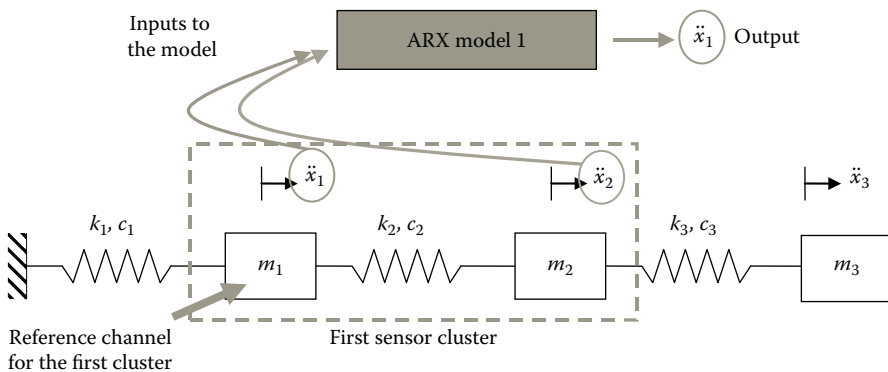 Inputs to
the model
ARX model 1
ẍ1 Output
ẍ1
ẍ2
ẍ3
k1, c1
k2, c2
k3, c3
m1
m2
m3
Reference channel
for the first cluster
First sensor cluster